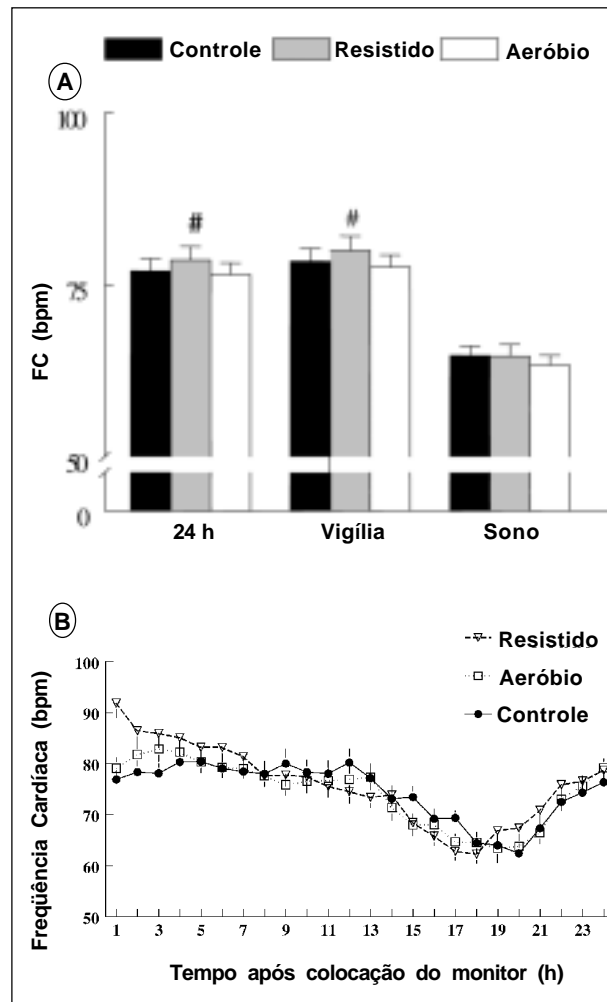 Controle Resistido Aeróbio
A
100
# #
75
FC (bpm)
50
0
24 h Vigília Sono
B
Resistido
Aeróbio
Controle
100
90
80
70
60
50
Freqüência Cardíaca (bpm)
1 3 5 7 9 11 13 15 17 19 21 23
Tempo após colocação do monitor (h)